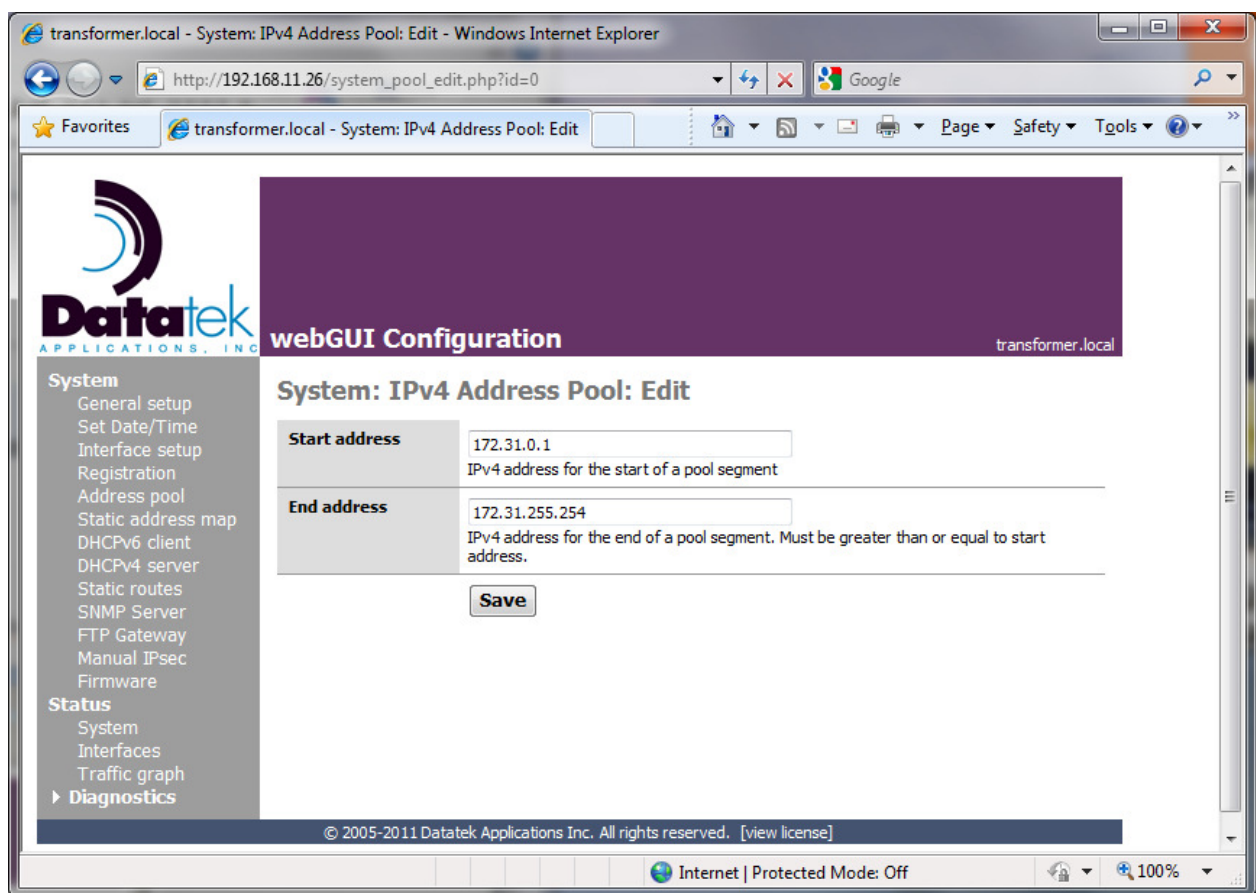 transformer.local - System: IPv4 Address Pool: Edit - Windows Internet Explorer
http://192.168.11.26/system_pool_edit.php?id=0
Google
Favorites
transformer.local - System: IPv4 Address Pool: Edit
Page
Safety
Tools
Datatek
APPLICATIONS, INC
webGUI Configuration
transformer.local
System
General setup
Set Date/Time
Interface setup
Registration
Address pool
Static address map
DHCPv6 client
DHCPv4 server
Static routes
SNMP Server
FTP Gateway
Manual IPsec
Firmware
Status
System
Interfaces
Traffic graph
Diagnostics
System: IPv4 Address Pool: Edit
Start address
172.31.0.1
IPv4 address for the start of a pool segment
End address
172.31.255.254
IPv4 address for the end of a pool segment. Must be greater than or equal to start
address.
Save
© 2005-2011 Datatek Applications Inc. All rights reserved. [view license]
Internet | Protected Mode: Off
100%